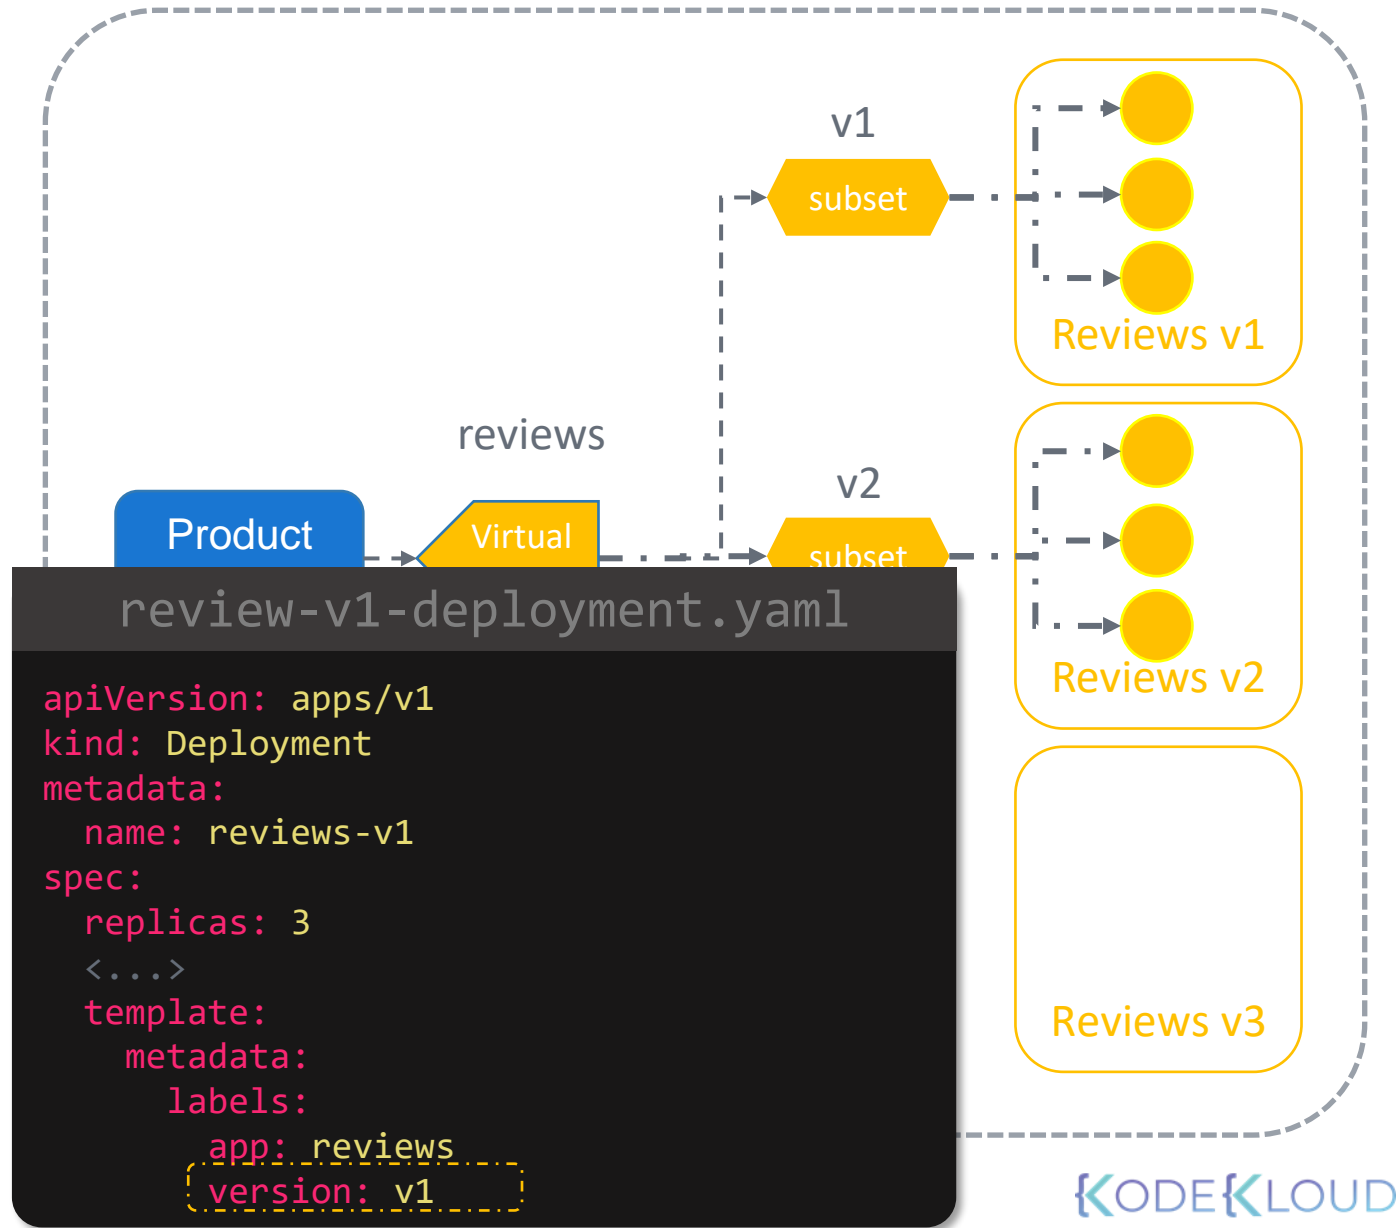 v1
subset
Reviews v1
reviews
v2
Product
Virtual
subset
Reviews v2
review-v1-deployment.yaml
apiVersion: apps/v1
kind: Deployment
metadata:
  name: reviews-v1
spec:
  replicas: 3
  <...>
  template:
    metadata:
      labels:
        app: reviews
        version: v1
Reviews v3
KODEKLOUD